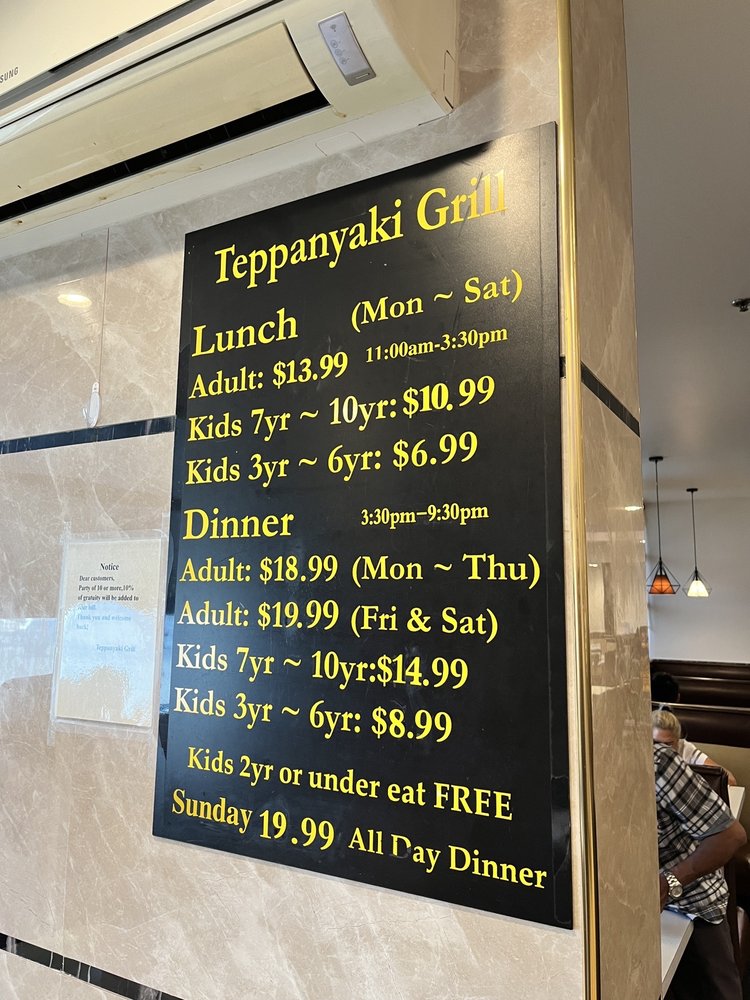 SUNG
Teppanyaki Grill
Lunch (Mon ~ Sat)
Adult: $13.99 11:00am-3:30pm
Kids 7yr ~ 10yr: $10.99
Kids 3yr ~ 6yr: $6.99
Dinner 3:30pm-9:30pm
Adult: $18.99 (Mon ~ Thu)
Adult: $19.99 (Fri & Sat)
Kids 7yr ~ 10yr:$14.99
Kids 3yr ~ 6yr: $8.99
Kids 2yr or under eat FREE
Sunday 19.99 All Day Dinner
Notice
Dear customers,
Party of 10 or more,10%
of gratuity will be added to
your bill.
Thank you and welcome
back!
Teppanyaki Grill